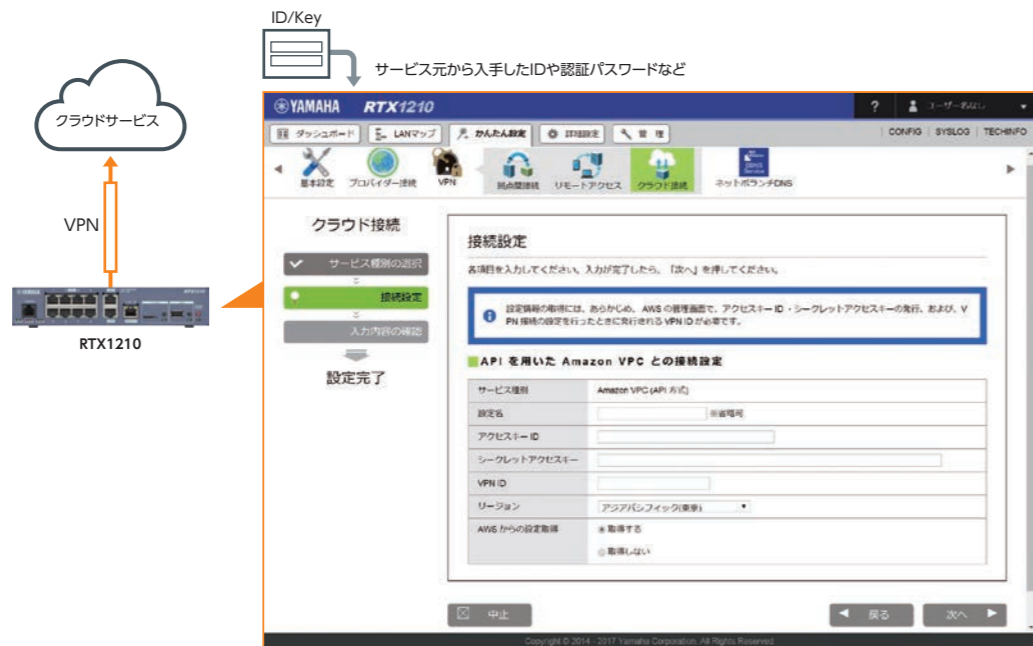 ID/Key
サービス元から入手したIDや認証パスワードなど
クラウドサービス
VPN
RTX1210
YAMAHA RTX1210
? ユーザー名なし
ダッシュボード LANマップ かんたん設定 詳細設定 管理
CONFIG SYSLOG TECHINFO
基本設定 プロバイダー接続 VPN 拠点間接続 リモートアクセス クラウド接続 ネットボランチDNS
クラウド接続
サービス種別の選択
接続設定
入力内容の確認
設定完了
接続設定
各項目を入力してください。入力が完了したら、「次へ」を押してください。
設定情報の取得には、あらかじめ、AWS の管理画面で、アクセスキー ID・シークレットアクセスキーの発行、および、V
PN 接続の設定を行ったときに発行される VPN ID が必要です。
API を用いた Amazon VPC との接続設定
サービス種別 Amazon VPC (API 方式)
設定名 ※省略可
アクセスキー ID
シークレットアクセスキー
VPN ID
リージョン アジアパシフィック(東京)
AWS からの設定取得 取得する
取得しない
中止 戻る 次へ
Copyright © 2014 - 2017 Yamaha Corporation. All Rights Reserved.